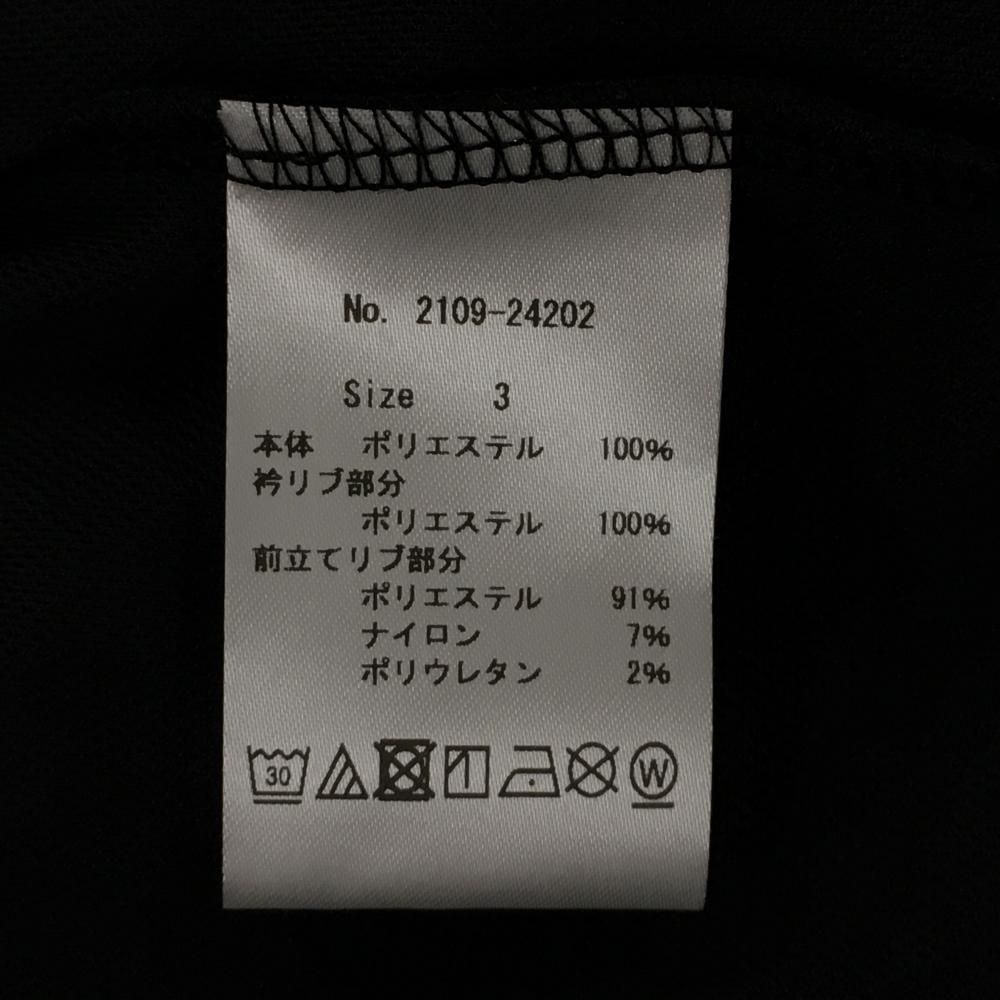 No. 2109-24202
Size 3
本体 ポリエステル 100%
衿リブ部分
ポリエステル 100%
前立てリブ部分
ポリエステル 91%
ナイロン 7%
ポリウレタン 2%
30 W